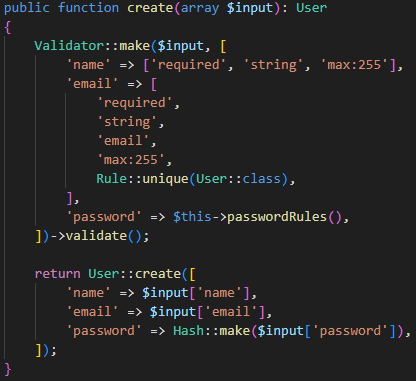 public function create(array $input): User
{
    Validator::make($input, [
        'name' => ['required', 'string', 'max:255'],
        'email' => [
            'required',
            'string',
            'email',
            'max:255',
            Rule::unique(User::class),
        ],
        'password' => $this->passwordRules(),
    ])->validate();

    return User::create([
        'name' => $input['name'],
        'email' => $input['email'],
        'password' => Hash::make($input['password']),
    ]);
}